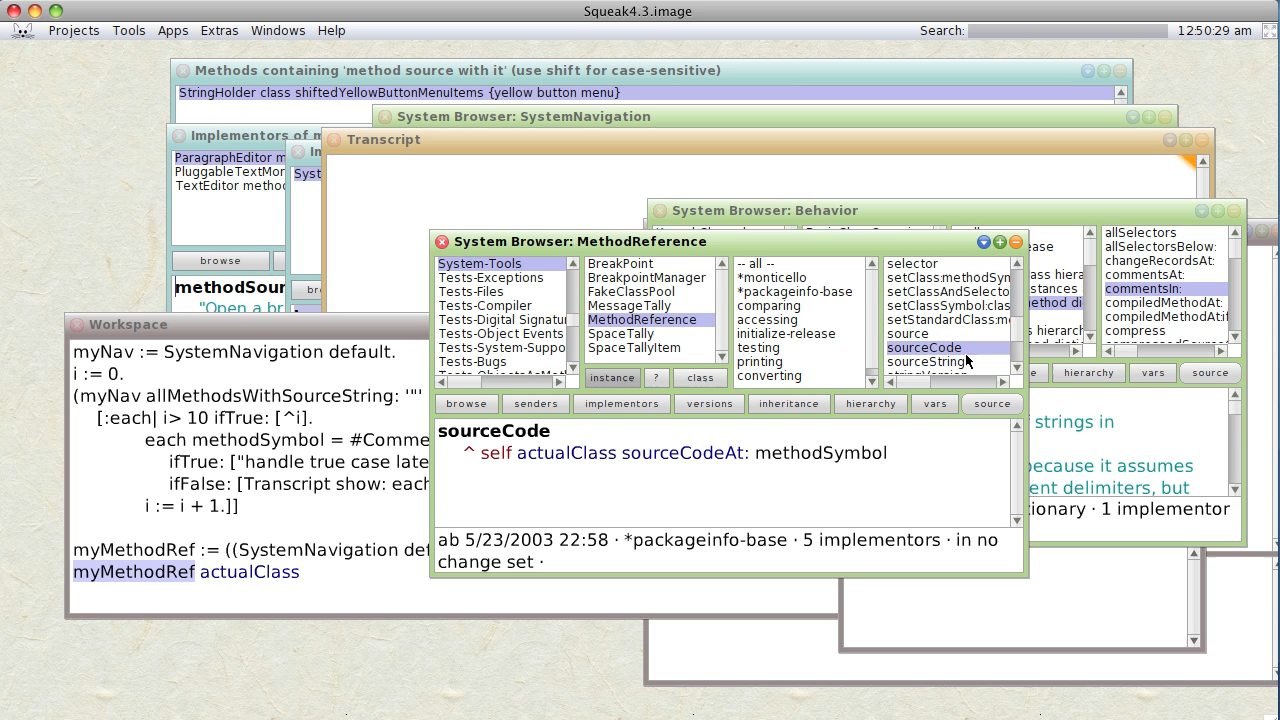 Squeak4.3.image
Projects Tools Apps Extras Windows Help Search: 12:50:29 am
Methods containing 'method source with it' (use shift for case-sensitive)
StringHolder class shiftedYellowButtonMenuItems {yellow button menu}
System Browser: SystemNavigation
Implementors of m
ParagraphEditor m
PluggableTextMor
TextEditor metho
browse
methodSour
"Open a br
Syst
Transcript
System Browser: Behavior
allSelectors
allSelectorsBelow:
changeRecordsAt:
commentsAt:
commentsIn:
compiledMethodAt:
compiledMethodAtif
compress
hierarchy vars source
strings in
because it assumes
ent delimiters, but
tionary · 1 implementor
System Browser: MethodReference
System-Tools
Tests-Exceptions
Tests-Files
Tests-Compiler
Tests-Digital Signatur
Tests-Object Events
Tests-System-Suppo
Tests-Bugs
BreakPoint
BreakpointManager
FakeClassPool
MessageTally
MethodReference
SpaceTally
SpaceTallyItem
instance ? class
-- all --
*monticello
*packageinfo-base
comparing
accessing
initialize-release
testing
printing
converting
selector
setClass:methodSyn
setClassAndSelecto
setClassSymbol:clas
setStandardClass:m
source
sourceCode
sourceString
browse senders implementors versions inheritance hierarchy vars source
sourceCode
^ self actualClass sourceCodeAt: methodSymbol
ab 5/23/2003 22:58 · *packageinfo-base · 5 implementors · in no
change set ·
Workspace
myNav := SystemNavigation default.
i := 0.
(myNav allMethodsWithSourceString: '"'
[:each| i> 10 ifTrue: [^i].
each methodSymbol = #Comme
ifTrue: ["handle true case late
ifFalse: [Transcript show: each
i := i + 1.]]
myMethodRef := ((SystemNavigation def
myMethodRef actualClass